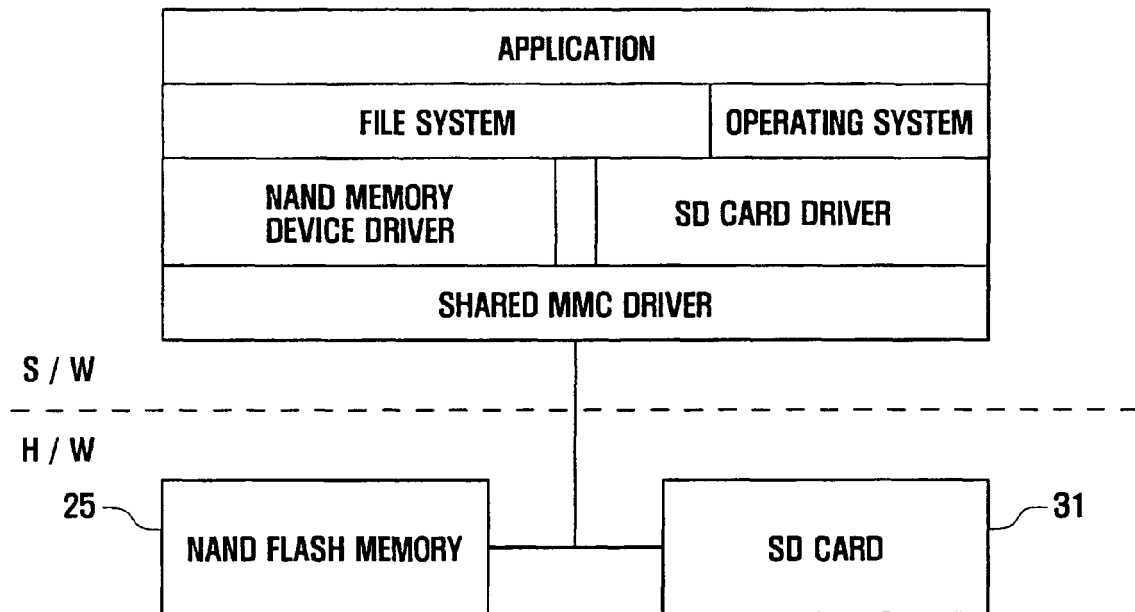 APPLICATION
FILE SYSTEM
OPERATING SYSTEM
NAND MEMORY
DEVICE DRIVER
SD CARD DRIVER
SHARED MMC DRIVER
S / W
H / W
25
NAND FLASH MEMORY
SD CARD
31